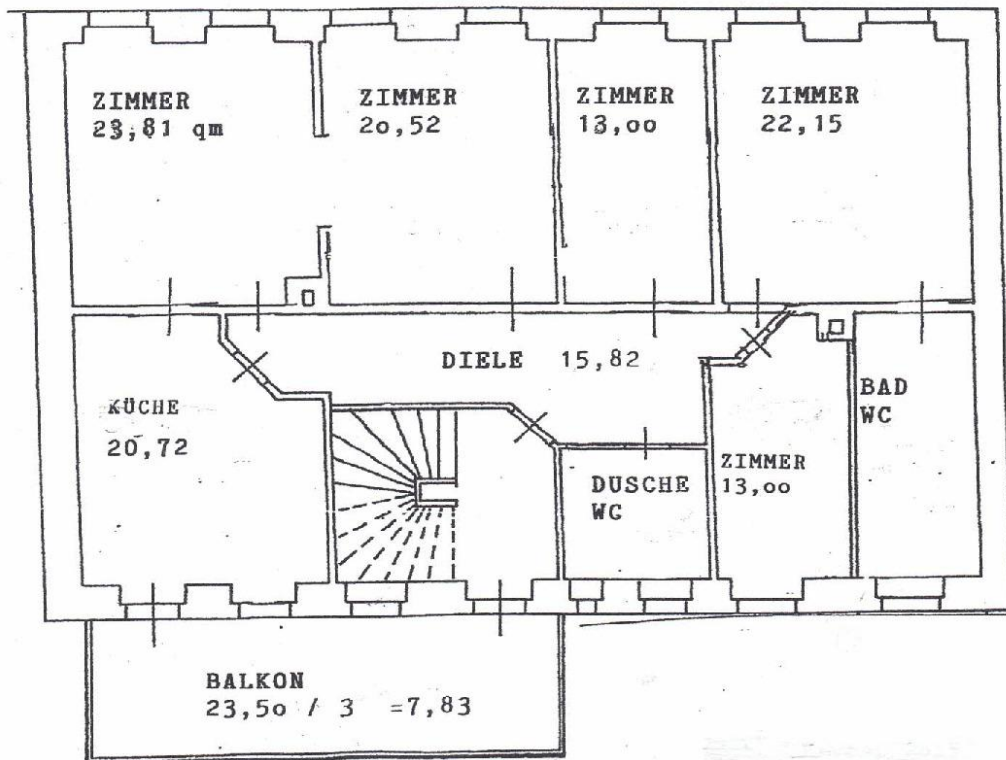 ZIMMER
23,81 qm
ZIMMER
2o,52
ZIMMER
13,oo
ZIMMER
22,15
DIELE 15,82
KÜCHE
20,72
BAD
WC
ZIMMER
13,oo
DUSCHE
WC
BALKON
23,5o / 3 =7,83